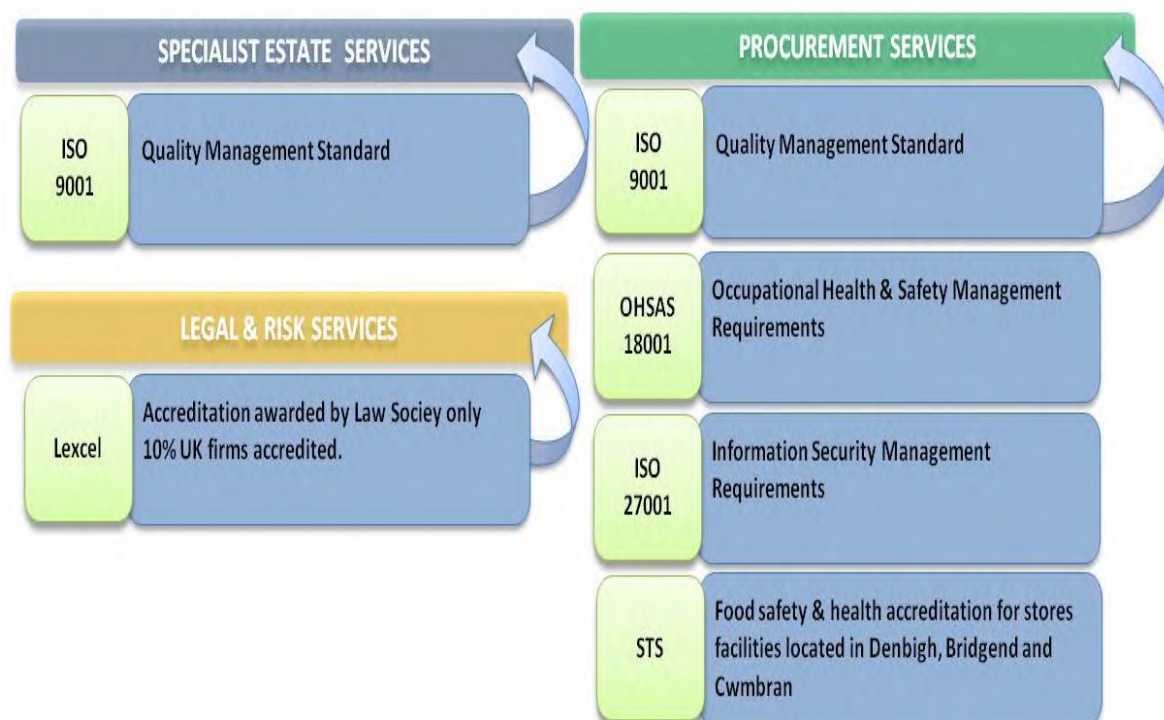 SPECIALIST ESTATE SERVICES
ISO
9001
Quality Management Standard
LEGAL & RISK SERVICES
Lexcel
Accreditation awarded by Law Sociey only
10% UK firms accredited.
PROCUREMENT SERVICES
ISO
9001
Quality Management Standard
OHSAS
18001
Occupational Health & Safety Management
Requirements
ISO
27001
Information Security Management
Requirements
STS
Food safety & health accreditation for stores
facilities located in Denbigh, Bridgend and
Cwmbran